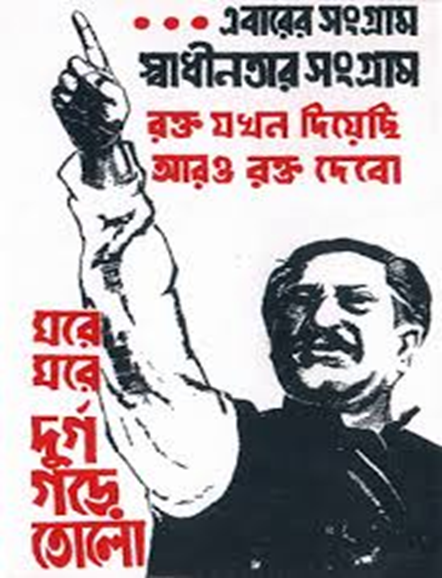 ... এবারের সংগ্রাম
স্বাধীনতার সংগ্রাম
রক্ত যখন দিয়েছি
আরও রক্ত দেবো
ঘরে
ঘরে
দুর্গ
গড়ে
তোলো